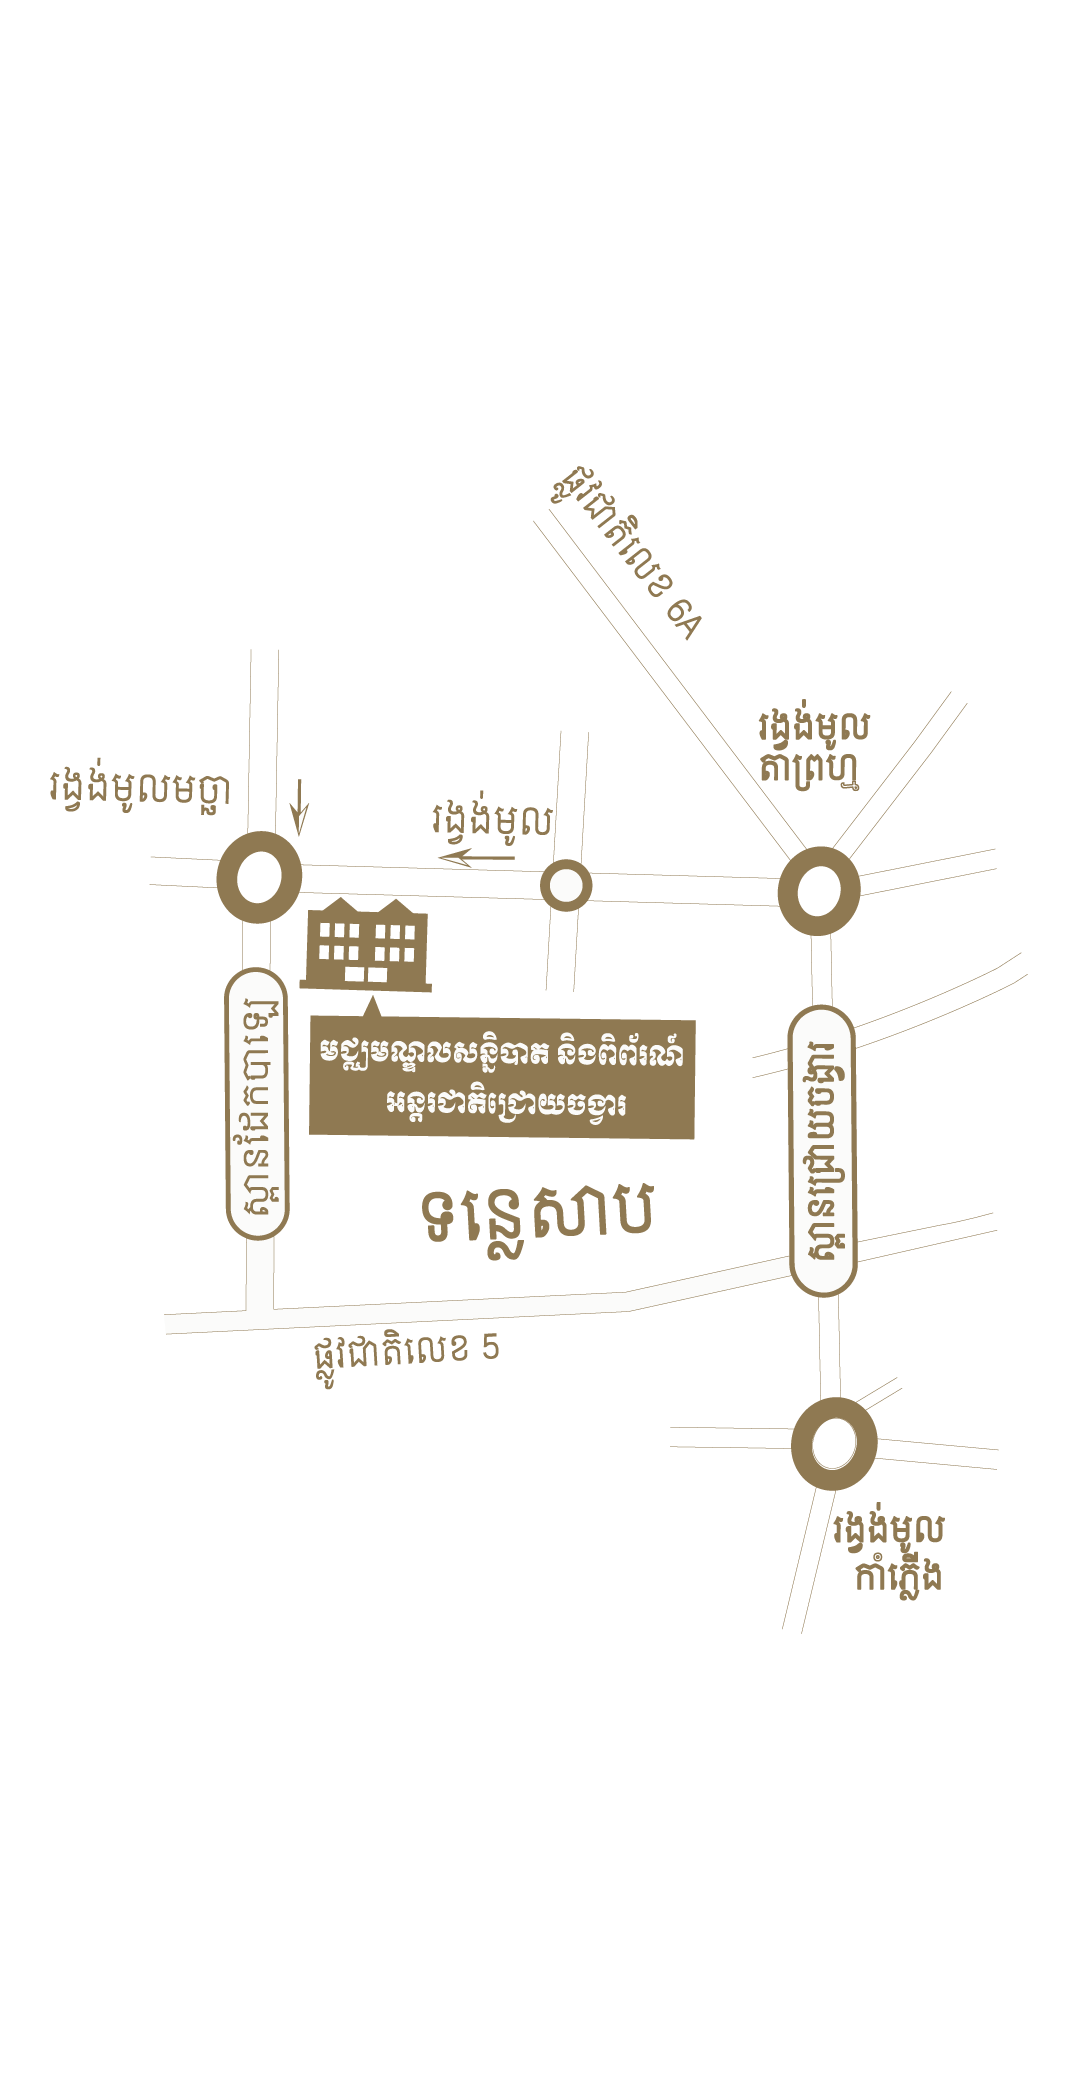 ផ្លូវជាតិលេខ 6A
រង្វង់មូល
តាព្រហ្ម
រង្វង់មូលមច្ឆា
រង្វង់មូល
មជ្ឈមណ្ឌលសន្និបាត និងពិព័រណ៍
អន្តរជាតិជ្រោយចង្វារ
ស្ពានដែកបាឡេ
ស្ពានជ្រោយចង្វារ
ទន្លេសាប
ផ្លូវជាតិលេខ 5
រង្វង់មូល
កាំភ្លើង